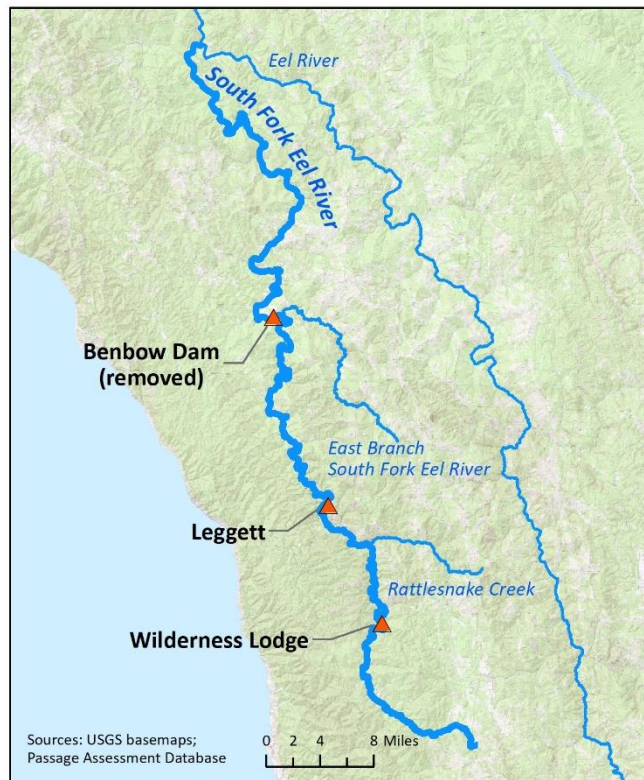 Eel River
South Fork Eel River
Benbow Dam
(removed)
East Branch
South Fork Eel River
Leggett
Rattlesnake Creek
Wilderness Lodge
Sources: USGS basemaps;
Passage Assessment Database
0 2 4 8 Miles